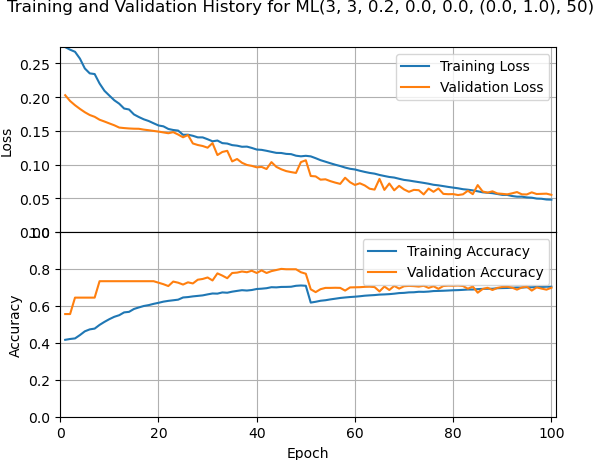 Training and Validation History for ML(3, 3, 0.2, 0.0, 0.0, (0.0, 1.0), 50)
Training Loss
Validation Loss
0.25
0.20
0.15
0.10
0.05
0.00
Loss
Training Accuracy
Validation Accuracy
1.0
0.8
0.6
0.4
0.2
0.0
Accuracy
0 20 40 60 80 100
Epoch